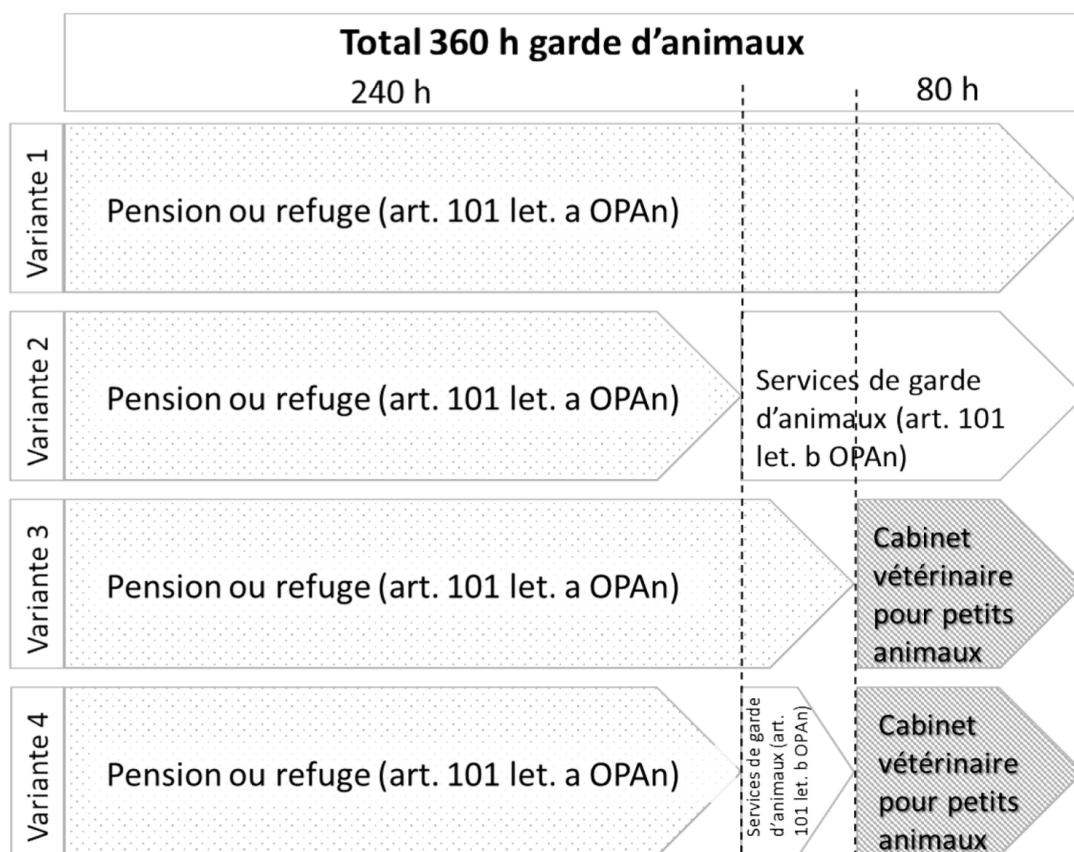 Total 360 h garde d’animaux
240 h
80 h
Variante 1
Pension ou refuge (art. 101 let. a OPAn)
Variante 2
Pension ou refuge (art. 101 let. a OPAn)
Services de garde
d’animaux (art. 101
let. b OPAn)
Variante 3
Pension ou refuge (art. 101 let. a OPAn)
Cabinet
vétérinaire
pour petits
animaux
Variante 4
Pension ou refuge (art. 101 let. a OPAn)
Services de garde
d’animaux (art.
101 let. b OPAn)
Cabinet
vétérinaire
pour petits
animaux